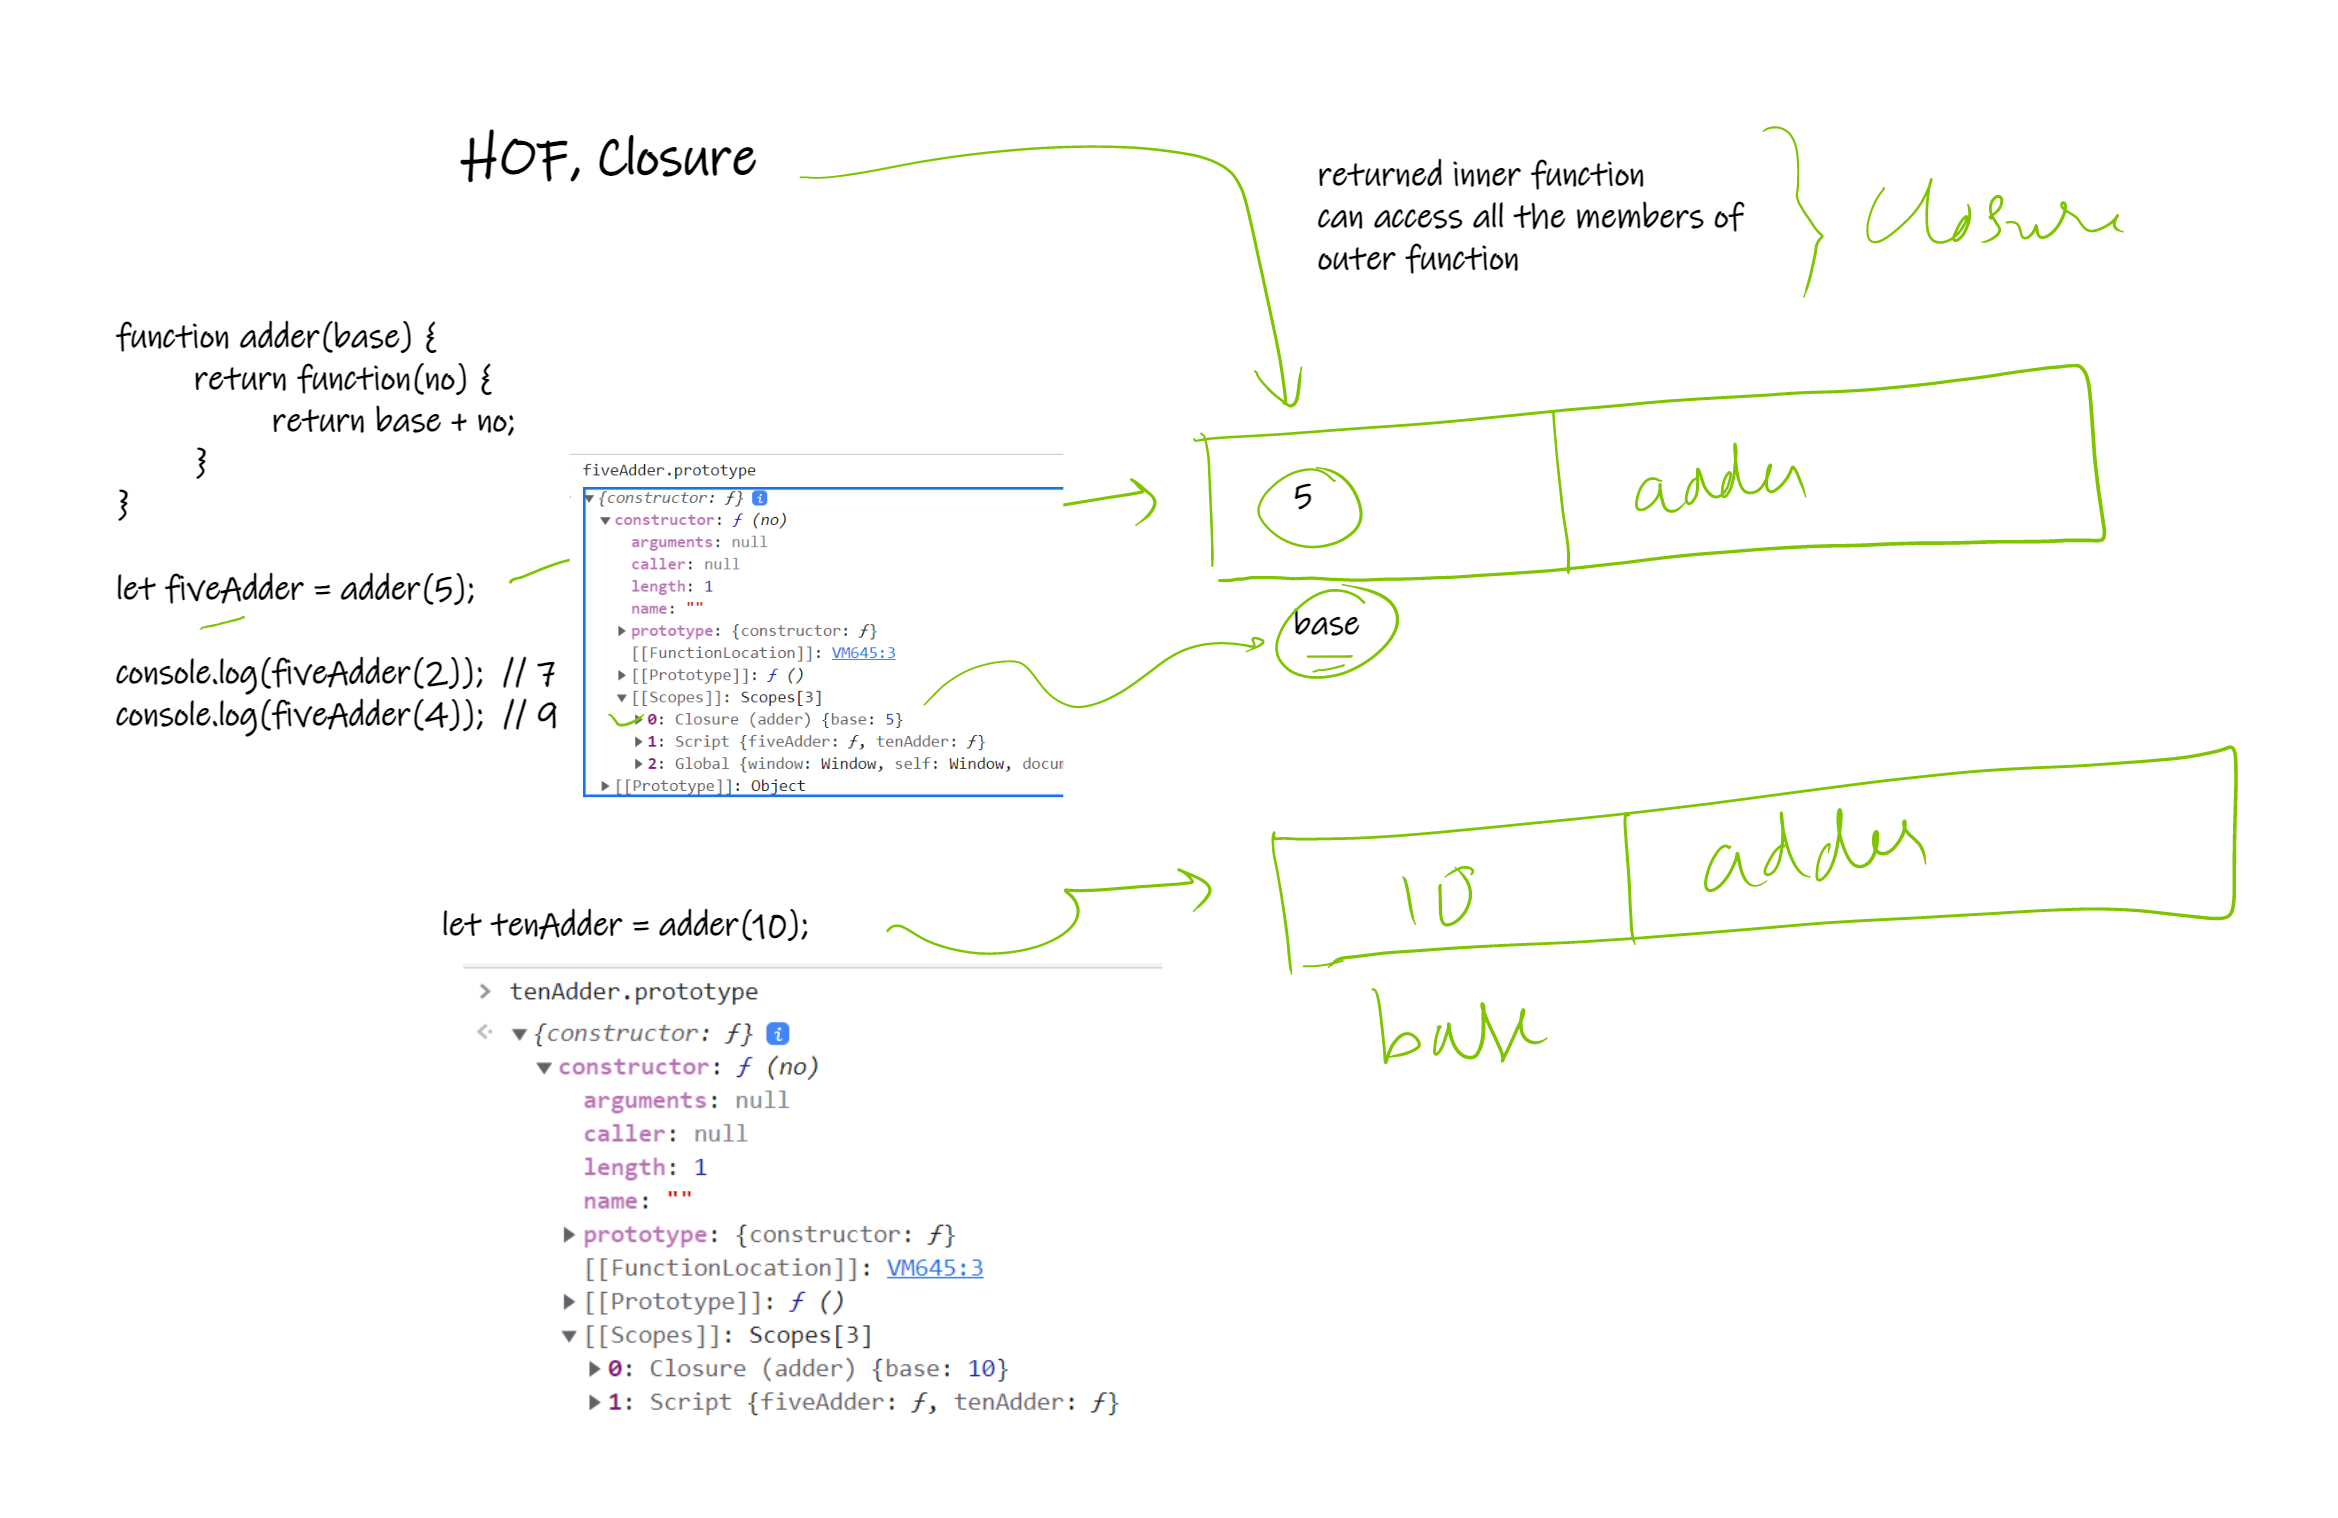 HOF, Closure
returned inner function
can access all the members of
outer function
Closure
function adder(base) {
return function(no) {
return base + no;
}
}
let fiveAdder = adder(5);
console.log(fiveAdder(2)); // 7
console.log(fiveAdder(4)); // 9
fiveAdder.prototype
▼{constructor: ƒ} i
▼constructor: ƒ (no)
arguments: null
caller: null
length: 1
name: ""
▶prototype: {constructor: ƒ}
[[FunctionLocation]]: VM645:3
▶[[Prototype]]: ƒ ()
▼[[Scopes]]: Scopes[3]
▶0: Closure (adder) {base: 5}
▶1: Script {fiveAdder: ƒ, tenAdder: ƒ}
▶2: Global {window: Window, self: Window, docum
▶[[Prototype]]: Object
5
adder
base
let tenAdder = adder(10);
10
adder
base
> tenAdder.prototype
▼{constructor: ƒ} i
▼constructor: ƒ (no)
arguments: null
caller: null
length: 1
name: ""
▶prototype: {constructor: ƒ}
[[FunctionLocation]]: VM645:3
▶[[Prototype]]: ƒ ()
▼[[Scopes]]: Scopes[3]
▶0: Closure (adder) {base: 10}
▶1: Script {fiveAdder: ƒ, tenAdder: ƒ}